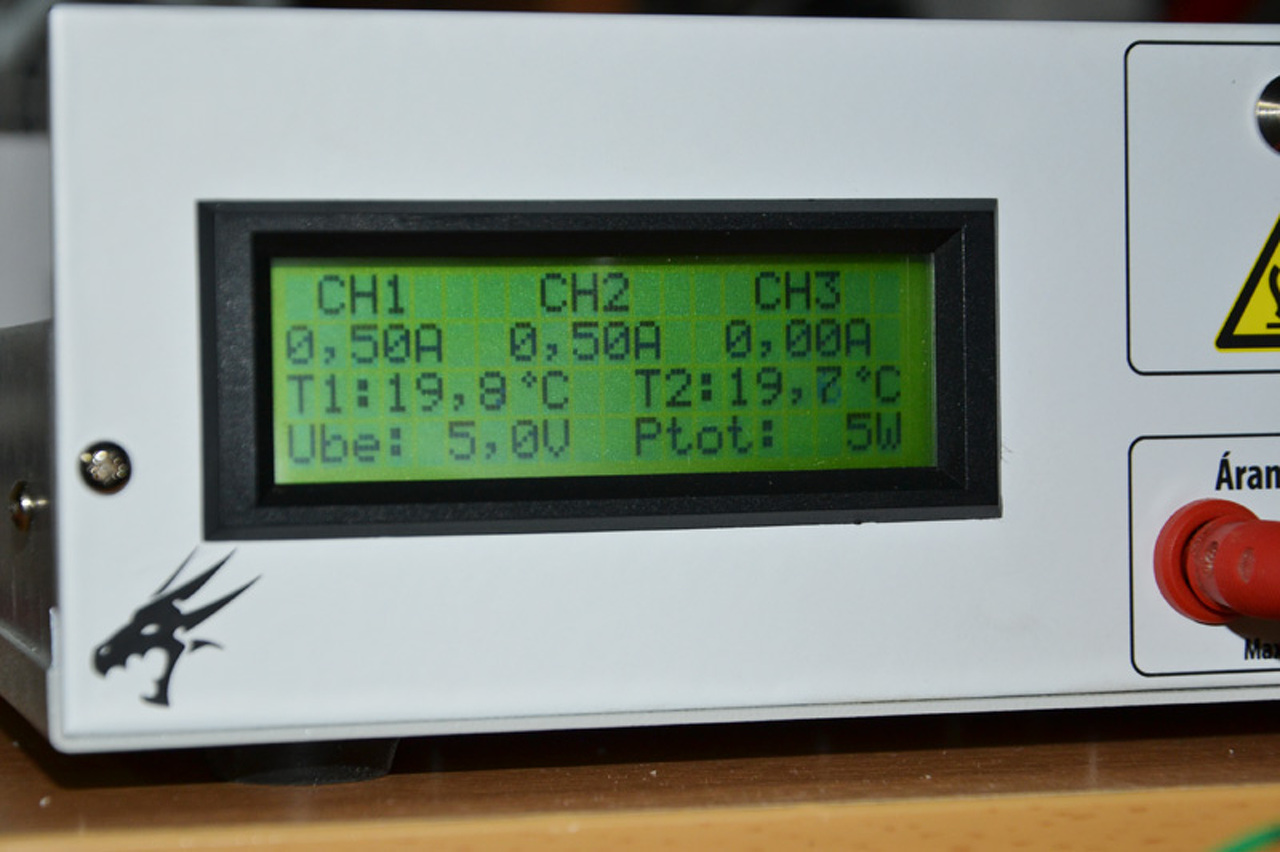 CH1 CH2 CH3
0,50A 0,50A 0,00A
T1:19,8°C T2:19,7°C
Ube: 5,0V Ptot: 5W